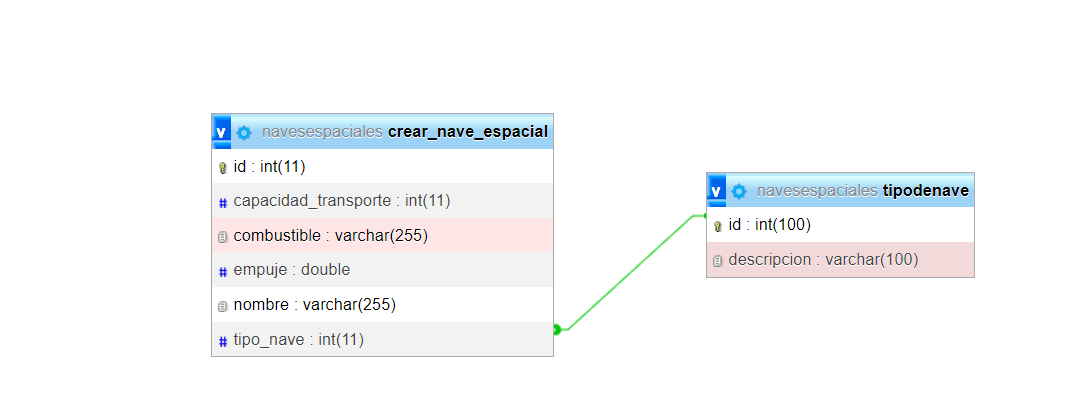 v navesespaciales crear_nave_espacial
id : int(11)
# capacidad_transporte : int(11)
combustible : varchar(255)
# empuje : double
nombre : varchar(255)
# tipo_nave : int(11)
v navesespaciales tipodenave
id : int(100)
descripcion : varchar(100)